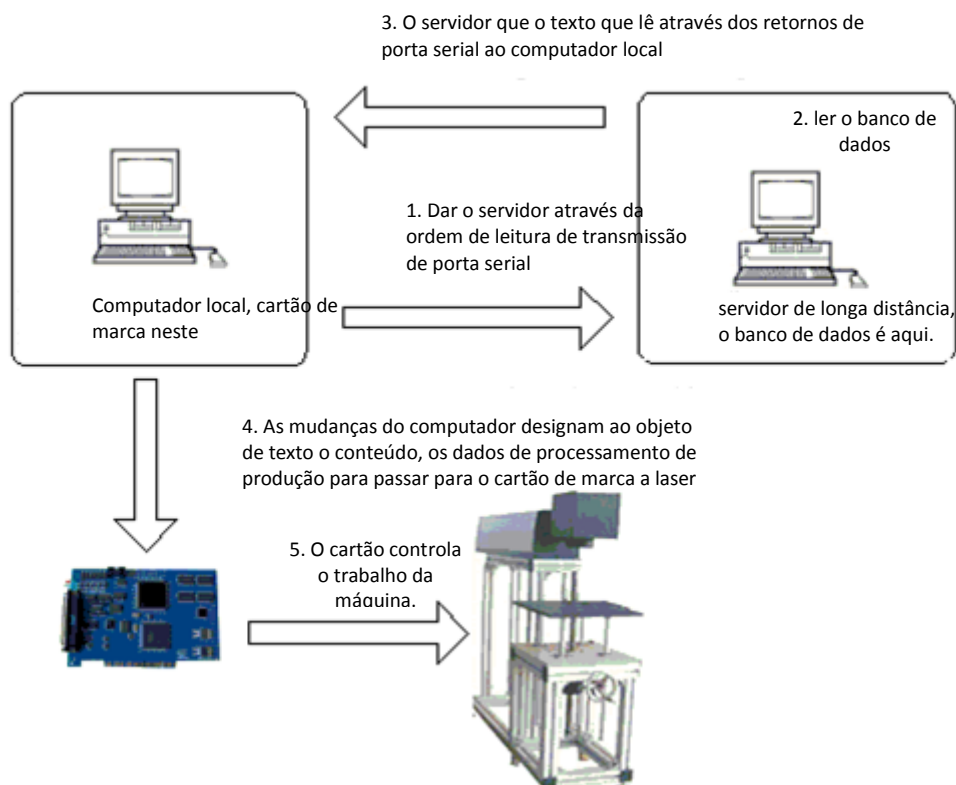 3. O servidor que o texto que lê através dos retornos de
porta serial ao computador local
2. ler o banco de
dados
1. Dar o servidor através da
ordem de leitura de transmissão
de porta serial
Computador local, cartão de
marca neste
servidor de longa distância,
o banco de dados é aqui.
4. As mudanças do computador designam ao objeto
de texto o conteúdo, os dados de processamento de
produção para passar para o cartão de marca a laser
5. O cartão controla
o trabalho da
máquina.